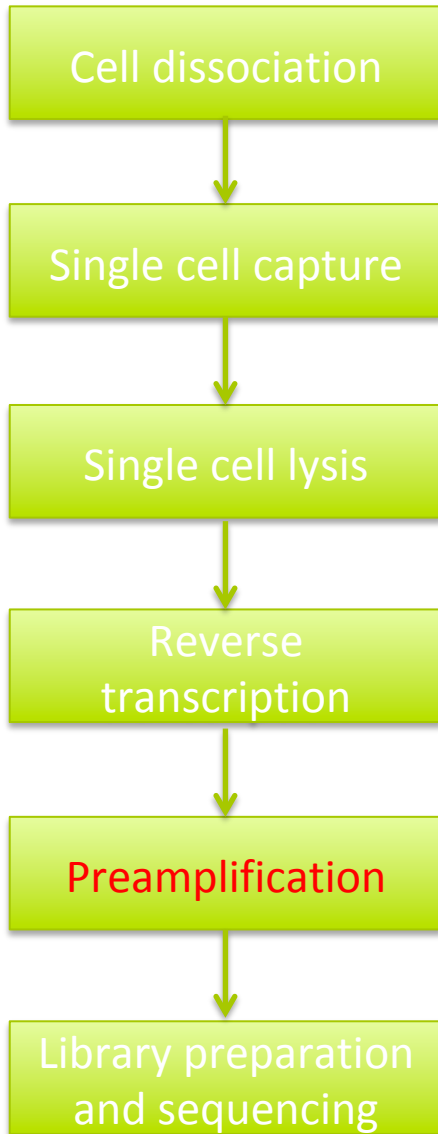 Cell dissociation
Single cell capture
Single cell lysis
Reverse
transcription
Preamplification
Library preparation
and sequencing